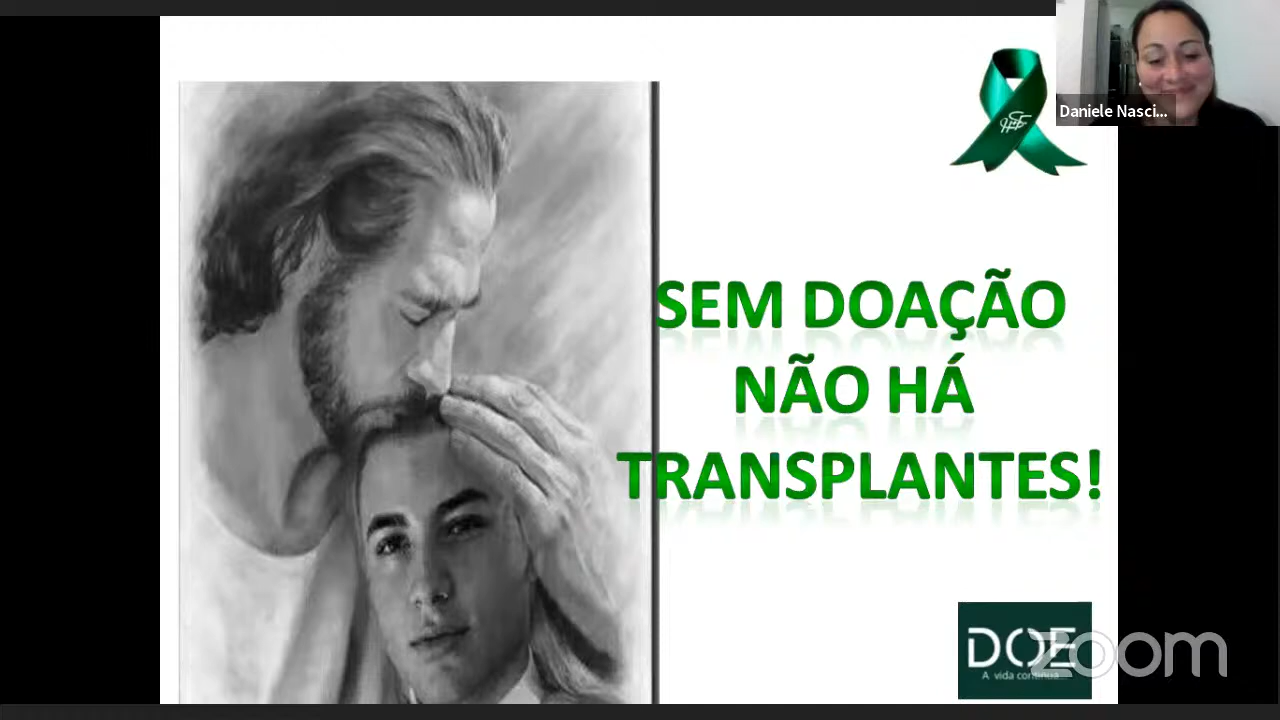 Daniele Nasci...
SEM DOAÇÃO
NÃO HÁ
TRANSPLANTES!
DOE
A vida continua...
zoom